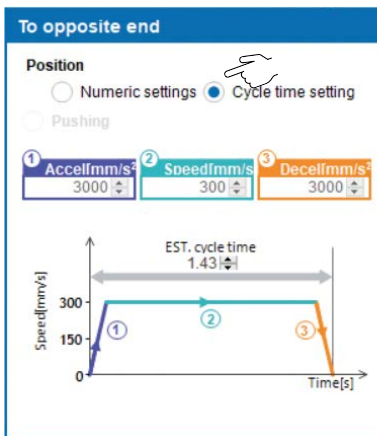 To opposite end
Position
Numeric settings Cycle time setting
Pushing
1 2 3
Accel[mm/s² Speed[mm/s Decel[mm/s²
3000 300 3000
EST. cycle time
1.43
Speed[mm/s]
300
150
0
1
2
3
Time[s]